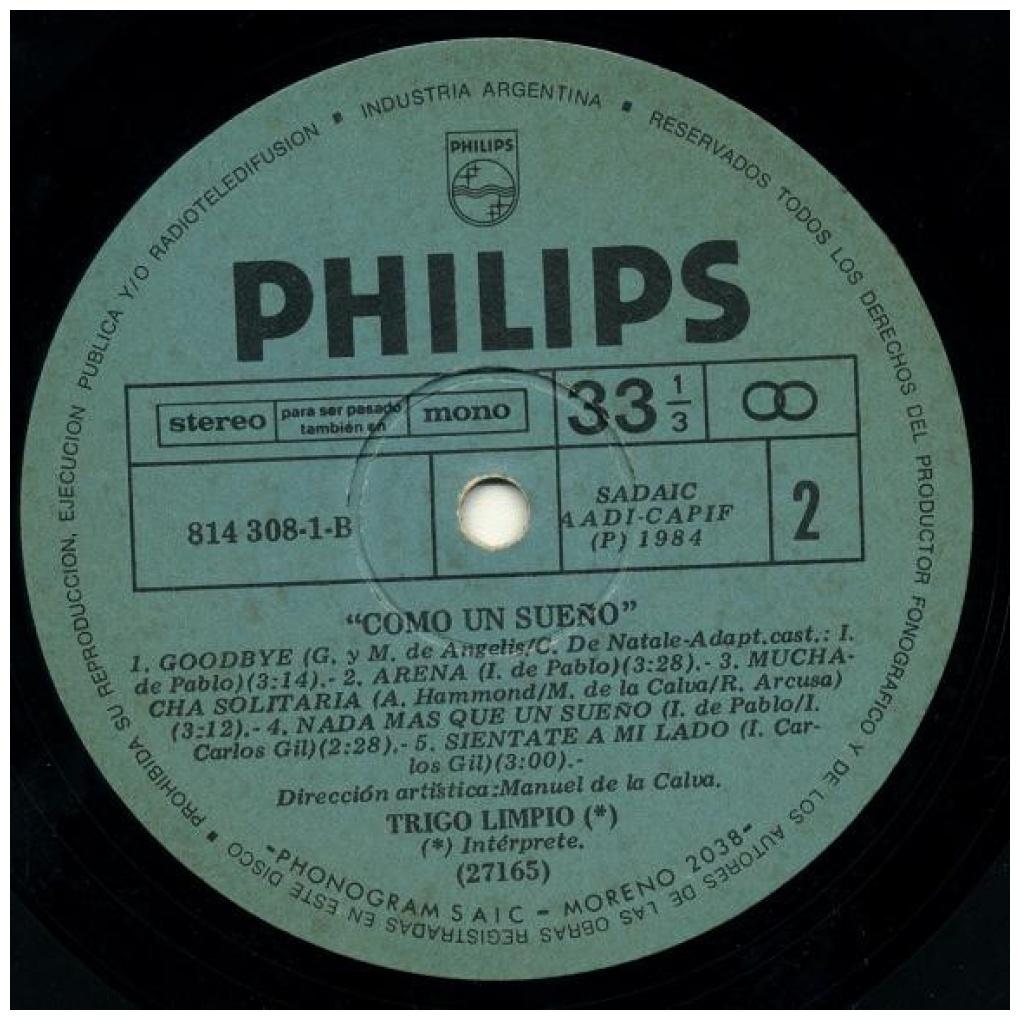 PROHIBIDA SU REPRODUCCION, EJECUCION PUBLICA Y/O RADIOTELEDIFUSION ▪ INDUSTRIA ARGENTINA ▪ RESERVADOS TODOS LOS DERECHOS DEL PRODUCTOR FONOGRAFICO Y DE LOS AUTORES DE LAS OBRAS REGISTRADAS EN ESTE DISCO ▪
PHILIPS
PHILIPS
stereo
para ser pasado
también en
mono
33 1/3
814 308-1-B
SADAIC
AADI-CAPIF
(P) 1984
2
“COMO UN SUEÑO”
1. GOODBYE (G. y M. de Angelis/C. De Natale-Adapt.cast.: I.
de Pablo)(3:14).- 2. ARENA (I. de Pablo)(3:28).- 3. MUCHA-
CHA SOLITARIA (A. Hammond/M. de la Calva/R. Arcusa)
(3:12).- 4. NADA MAS QUE UN SUEÑO (I. de Pablo/I.
Carlos Gil)(2:28).- 5. SIENTATE A MI LADO (I. Car-
los Gil)(3:00).-
Dirección artística:Manuel de la Calva.
TRIGO LIMPIO (*)
(*) Intérprete.
(27165)
-PHONOGRAM SAIC - MORENO 2038-